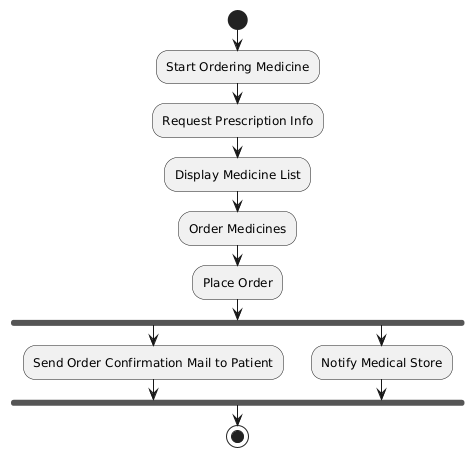 Start Ordering Medicine
Request Prescription Info
Display Medicine List
Order Medicines
Place Order
Send Order Confirmation Mail to Patient
Notify Medical Store